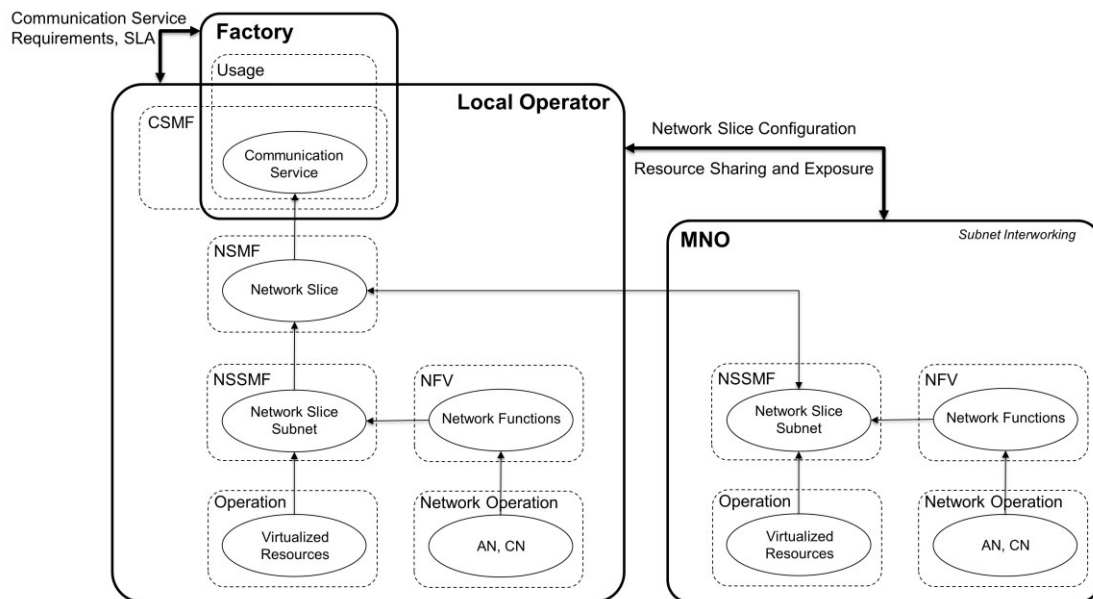 Communication Service
Requirements, SLA
Factory
Usage
Local Operator
CSMF
Communication
Service
Network Slice Configuration
Resource Sharing and Exposure
NSMF
Network Slice
MNO
Subnet Interworking
NSSMF
Network Slice
Subnet
NFV
Network Functions
NSSMF
Network Slice
Subnet
NFV
Network Functions
Operation
Virtualized
Resources
Network Operation
AN, CN
Operation
Virtualized
Resources
Network Operation
AN, CN